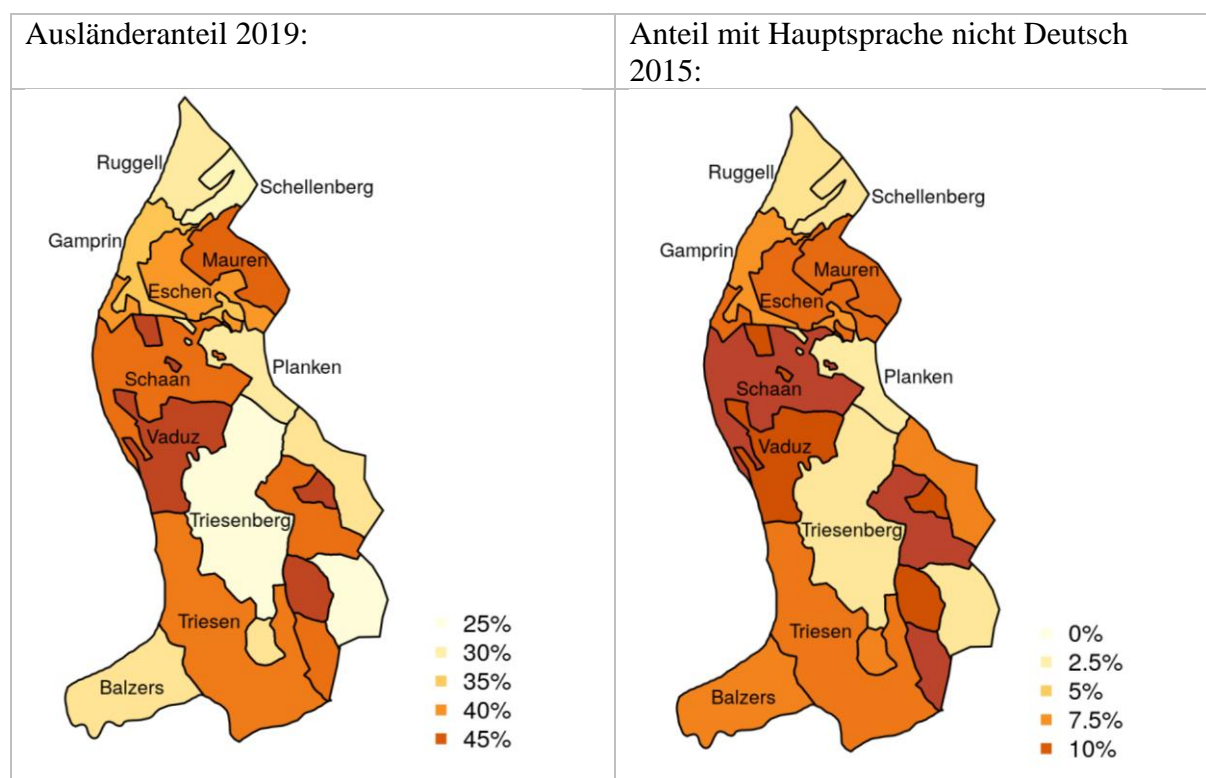 Ausländeranteil 2019:
Anteil mit Hauptsprache nicht Deutsch
2015:
Ruggell
Schellenberg
Gamprin
Mauren
Eschen
Planken
Schaan
Vaduz
Triesenberg
Triesen
Balzers
25%
30%
35%
40%
45%
Ruggell
Schellenberg
Gamprin
Mauren
Eschen
Planken
Schaan
Vaduz
Triesenberg
Triesen
Balzers
0%
2.5%
5%
7.5%
10%